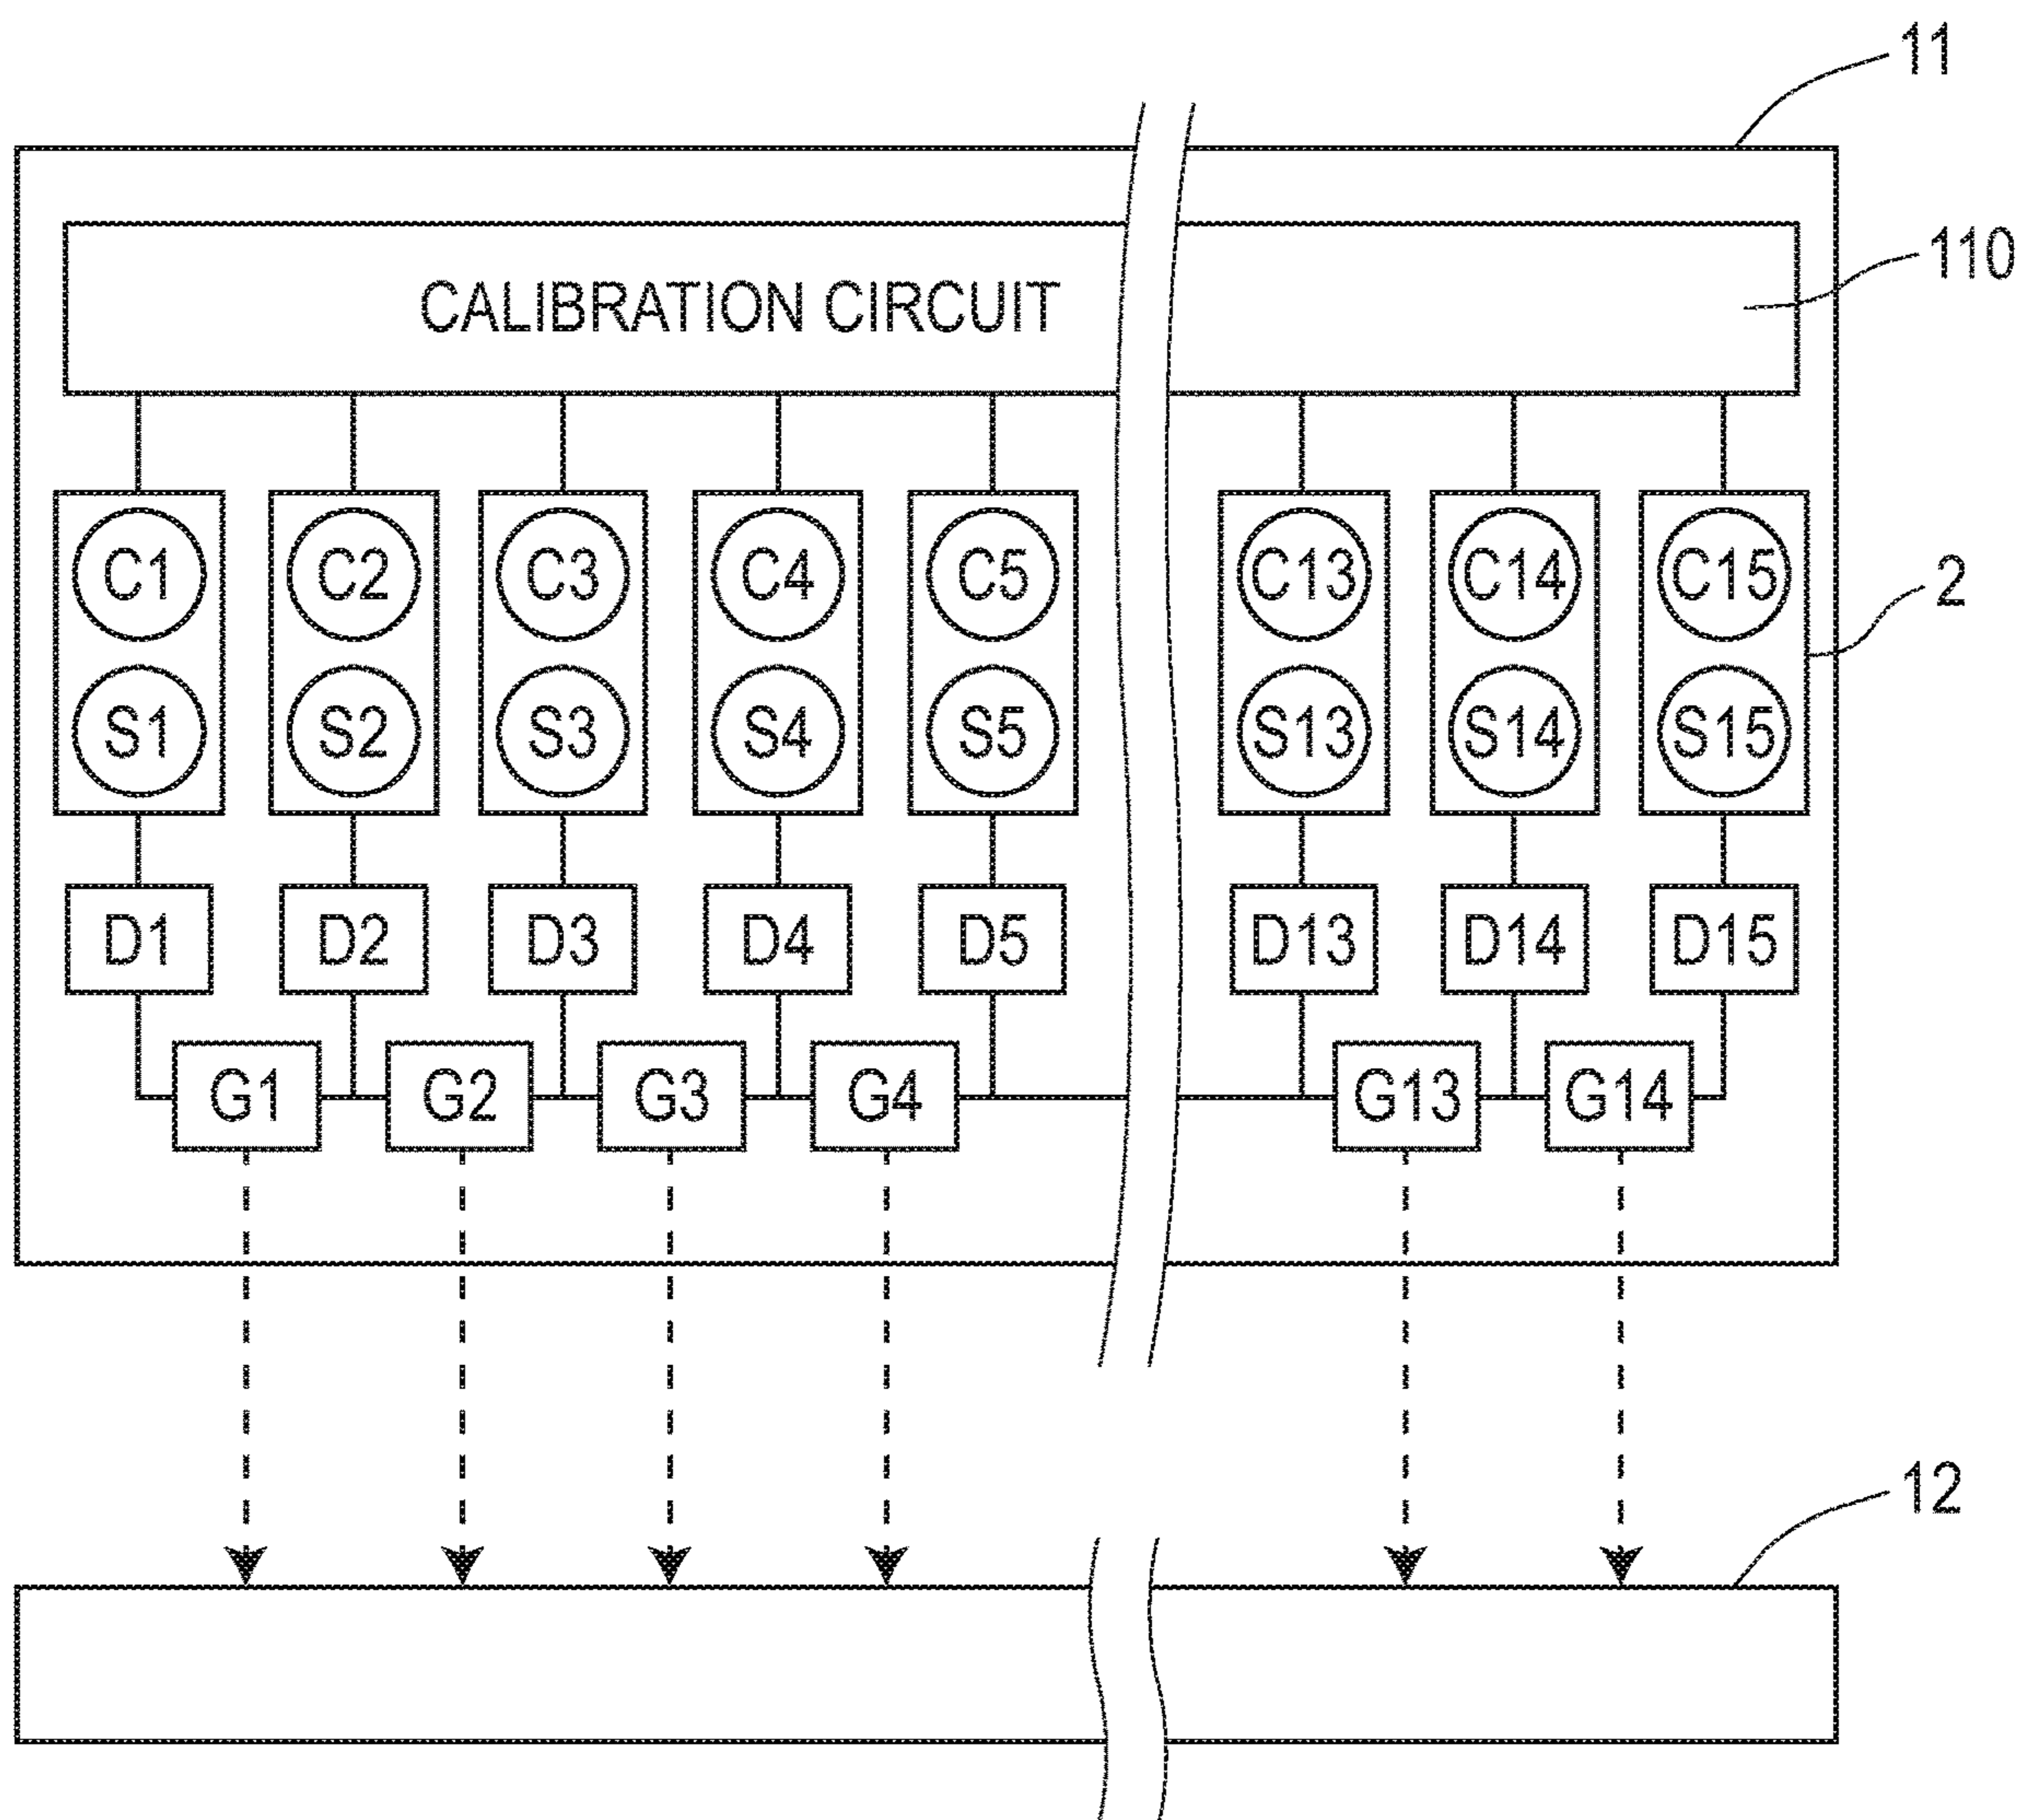 11
110
CALIBRATION CIRCUIT
C1 C2 C3 C4 C5 C13 C14 C15
2
S1 S2 S3 S4 S5 S13 S14 S15
D1 D2 D3 D4 D5 D13 D14 D15
G1 G2 G3 G4 G13 G14
12